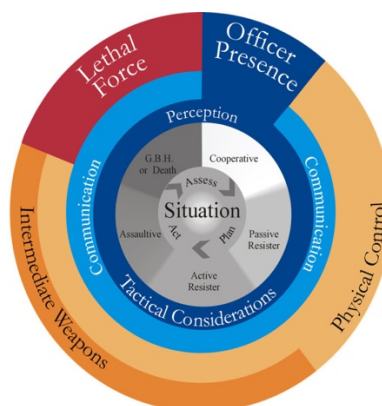 Lethal
Force
Officer
Presence
Perception
G.B.H.
or Death
Cooperative
Assess
Communication
Situation
Communication
Assaultive
Act
Plan
Passive
Resister
Active
Resister
Tactical Considerations
Intermediate Weapons
Physical Control